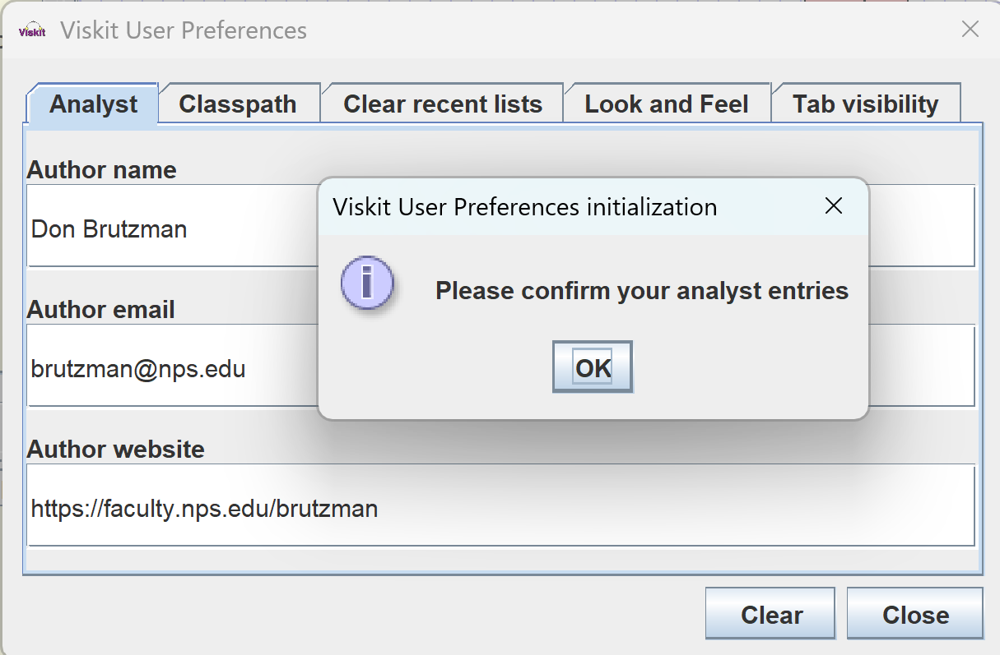 Viskit Viskit User Preferences
Analyst Classpath Clear recent lists Look and Feel Tab visibility
Author name
Don Brutzman
Viskit User Preferences initialization
Please confirm your analyst entries
OK
Author email
brutzman@nps.edu
Author website
https://faculty.nps.edu/brutzman
Clear Close